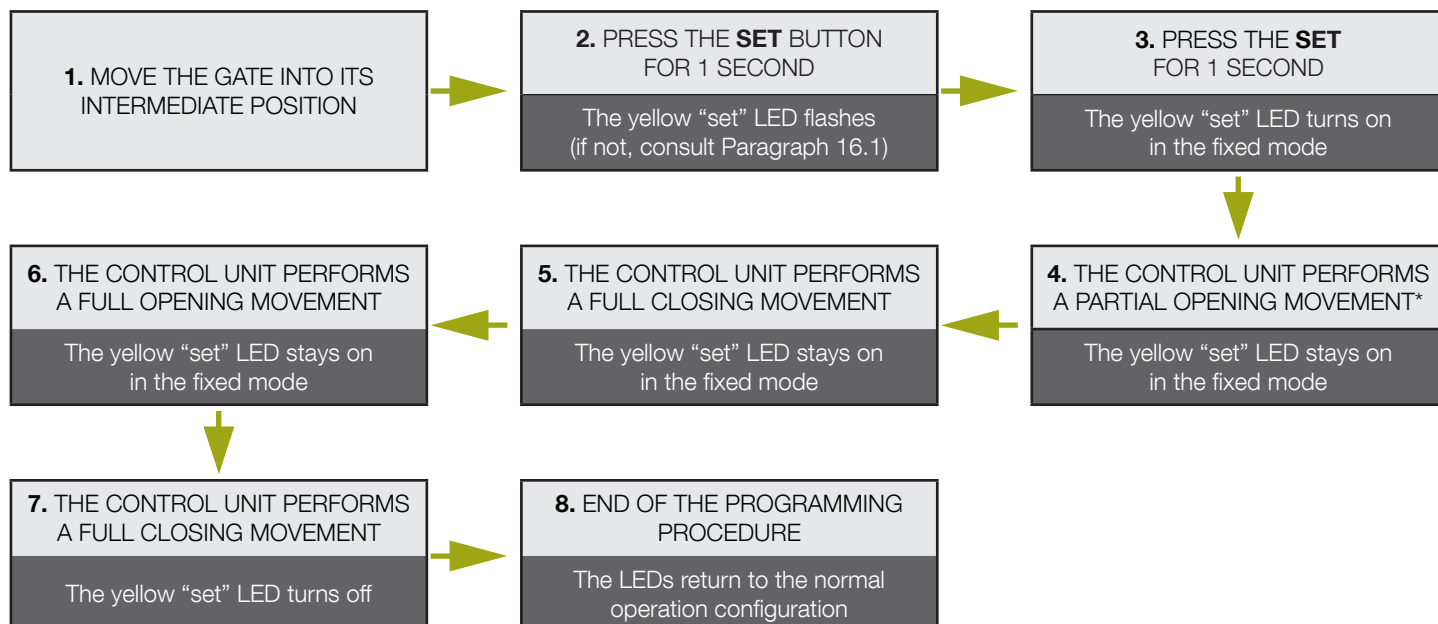 1. MOVE THE GATE INTO ITS
INTERMEDIATE POSITION
2. PRESS THE SET BUTTON
FOR 1 SECOND
The yellow “set” LED flashes
(if not, consult Paragraph 16.1)
3. PRESS THE SET
FOR 1 SECOND
The yellow “set” LED turns on
in the fixed mode
4. THE CONTROL UNIT PERFORMS
A PARTIAL OPENING MOVEMENT*
The yellow “set” LED stays on
in the fixed mode
5. THE CONTROL UNIT PERFORMS
A FULL CLOSING MOVEMENT
The yellow “set” LED stays on
in the fixed mode
6. THE CONTROL UNIT PERFORMS
A FULL OPENING MOVEMENT
The yellow “set” LED stays on
in the fixed mode
7. THE CONTROL UNIT PERFORMS
A FULL CLOSING MOVEMENT
The yellow “set” LED turns off
8. END OF THE PROGRAMMING
PROCEDURE
The LEDs return to the normal
operation configuration